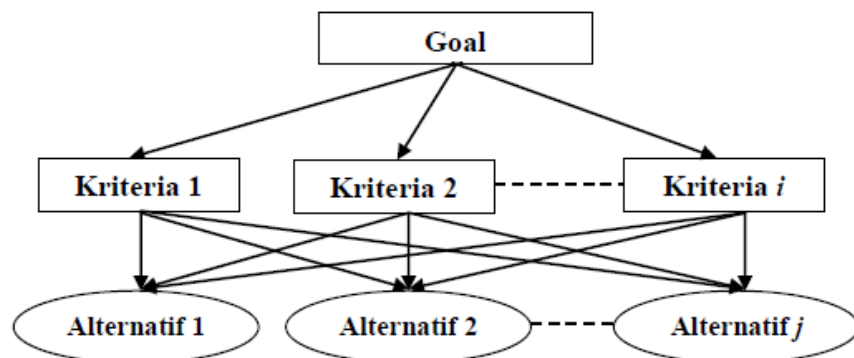 Goal
Kriteria 1
Kriteria 2
Kriteria i
Alternatif 1
Alternatif 2
Alternatif j